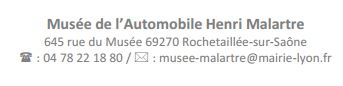 Musée de l’Automobile Henri Malartre
645 rue du Musée 69270 Rochetaillée-sur-Saône
☎ : 04 78 22 18 80 / ✉ : musee-malartre@mairie-lyon.fr